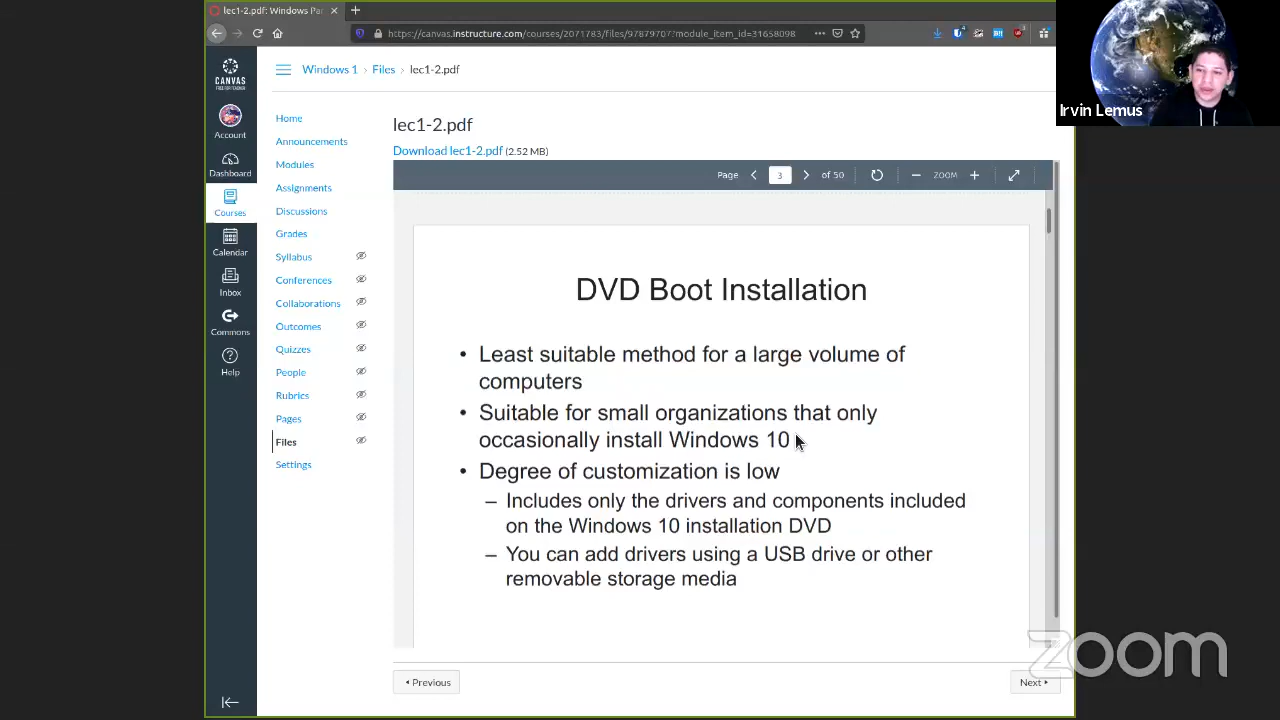 lec1-2.pdf: Windows Par
https://canvas.instructure.com/courses/2071783/files/97879707?module_item_id=31658098
Irvin Lemus
CANVAS
FREE FOR TEACHER
Account
Dashboard
Courses
Calendar
Inbox
Commons
Help
Windows 1 › Files › lec1-2.pdf
Home
Announcements
Modules
Assignments
Discussions
Grades
Syllabus
Conferences
Collaborations
Outcomes
Quizzes
People
Rubrics
Pages
Files
Settings
lec1-2.pdf
Download lec1-2.pdf (2.52 MB)
Page 3 of 50 ZOOM
DVD Boot Installation
• Least suitable method for a large volume of
computers
• Suitable for small organizations that only
occasionally install Windows 10
• Degree of customization is low
– Includes only the drivers and components included
on the Windows 10 installation DVD
– You can add drivers using a USB drive or other
removable storage media
zoom
Previous
Next